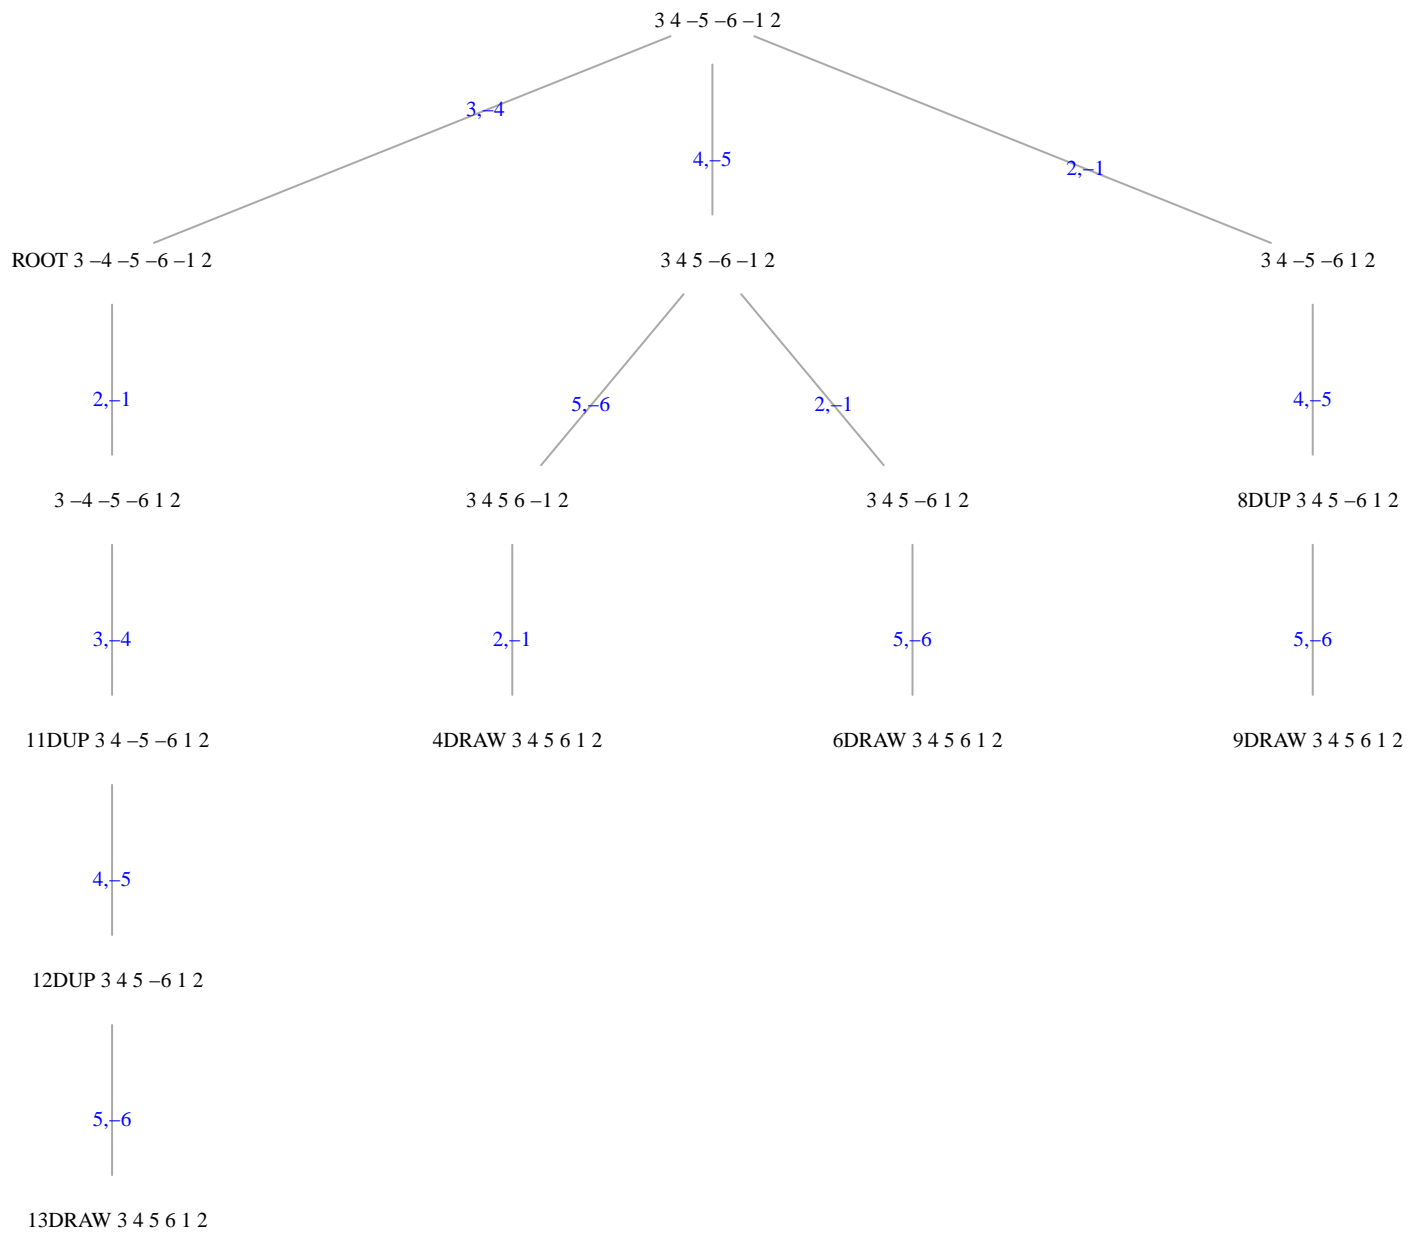 3 4 –5 –6 –1 2
3,–4
4,–5
2,–1
ROOT 3 –4 –5 –6 –1 2
3 4 5 –6 –1 2
3 4 –5 –6 1 2
2,–1
5,–6
2,–1
4,–5
3 –4 –5 –6 1 2
3 4 5 6 –1 2
3 4 5 –6 1 2
8DUP 3 4 5 –6 1 2
3,–4
2,–1
5,–6
5,–6
11DUP 3 4 –5 –6 1 2
4DRAW 3 4 5 6 1 2
6DRAW 3 4 5 6 1 2
9DRAW 3 4 5 6 1 2
4,–5
12DUP 3 4 5 –6 1 2
5,–6
13DRAW 3 4 5 6 1 2